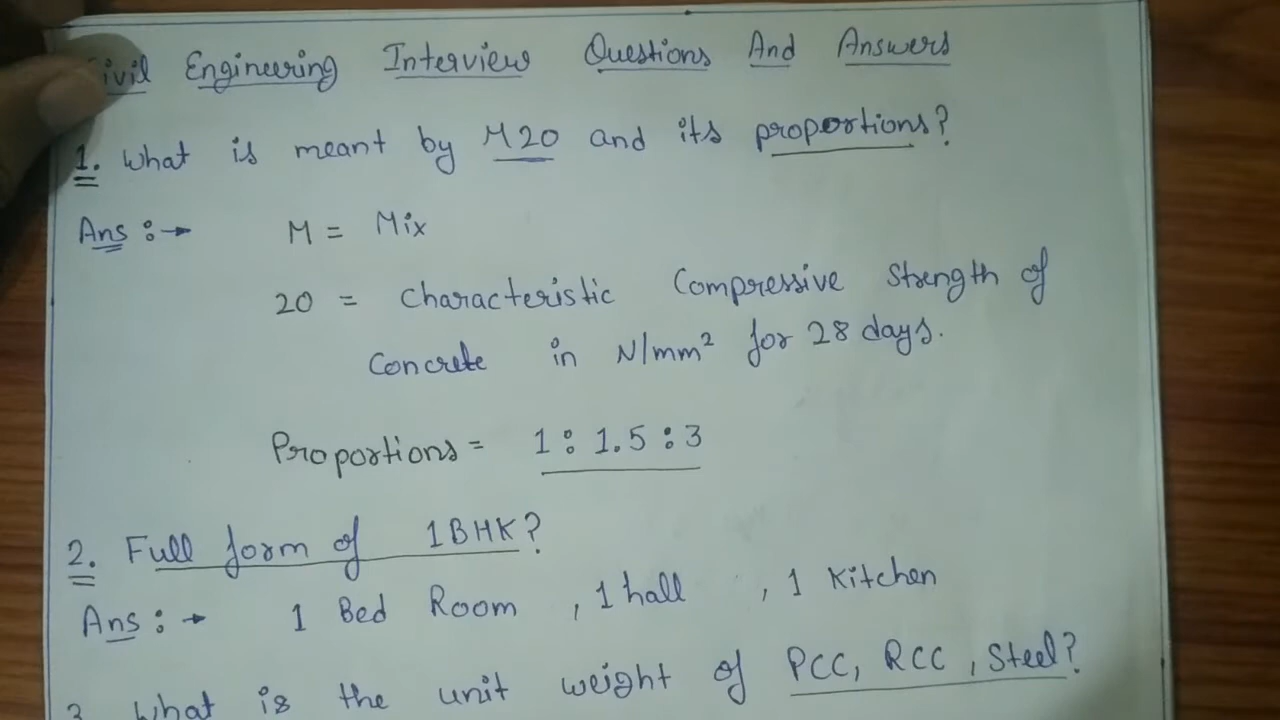 Civil Engineering Interview Questions And Answers
1. What is meant by M20 and its proportions?
Ans :→ M = Mix
20 = Characteristic Compressive Strength of
Concrete in N/mm² for 28 days.
Proportions = 1 : 1.5 : 3
2. Full form of 1BHK?
Ans :→ 1 Bed Room , 1 hall , 1 Kitchen
3. What is the unit weight of PCC, RCC , Steel?